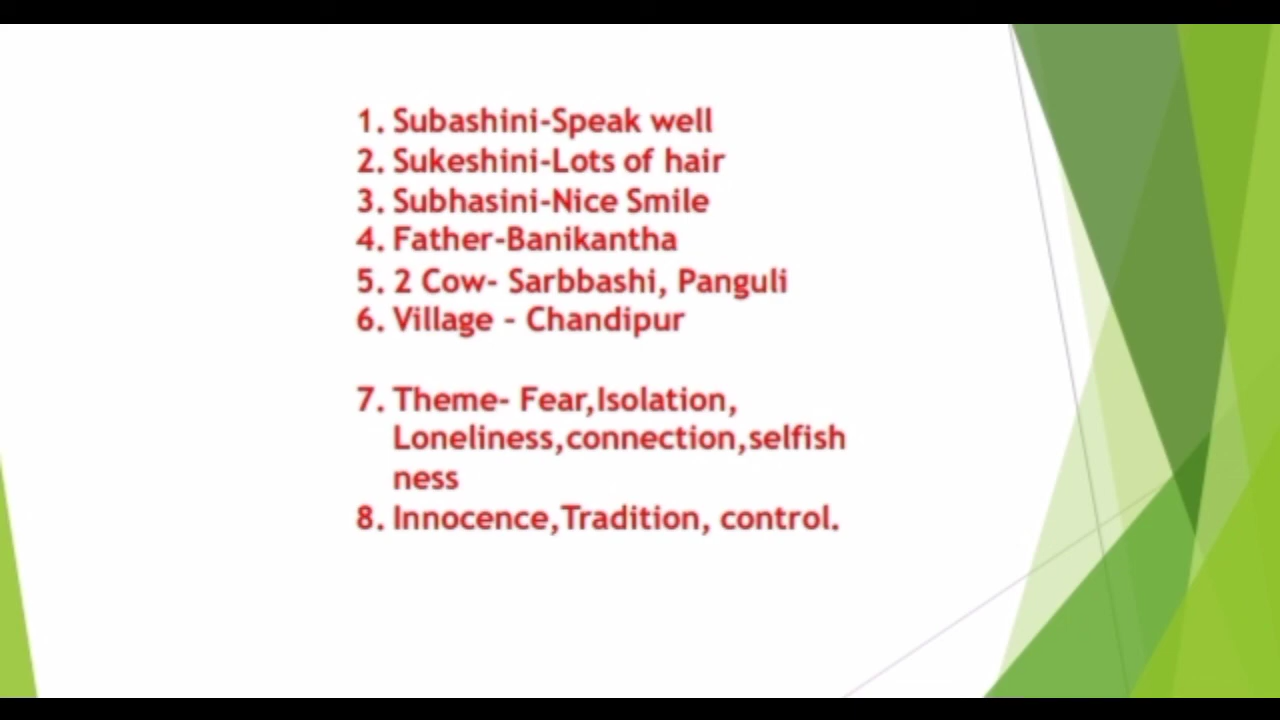 1. Subashini-Speak well
2. Sukeshini-Lots of hair
3. Subhasini-Nice Smile
4. Father-Banikantha
5. 2 Cow- Sarbbashi, Panguli
6. Village – Chandipur
7. Theme- Fear,Isolation,
Loneliness,connection,selfish
ness
8. Innocence,Tradition, control.